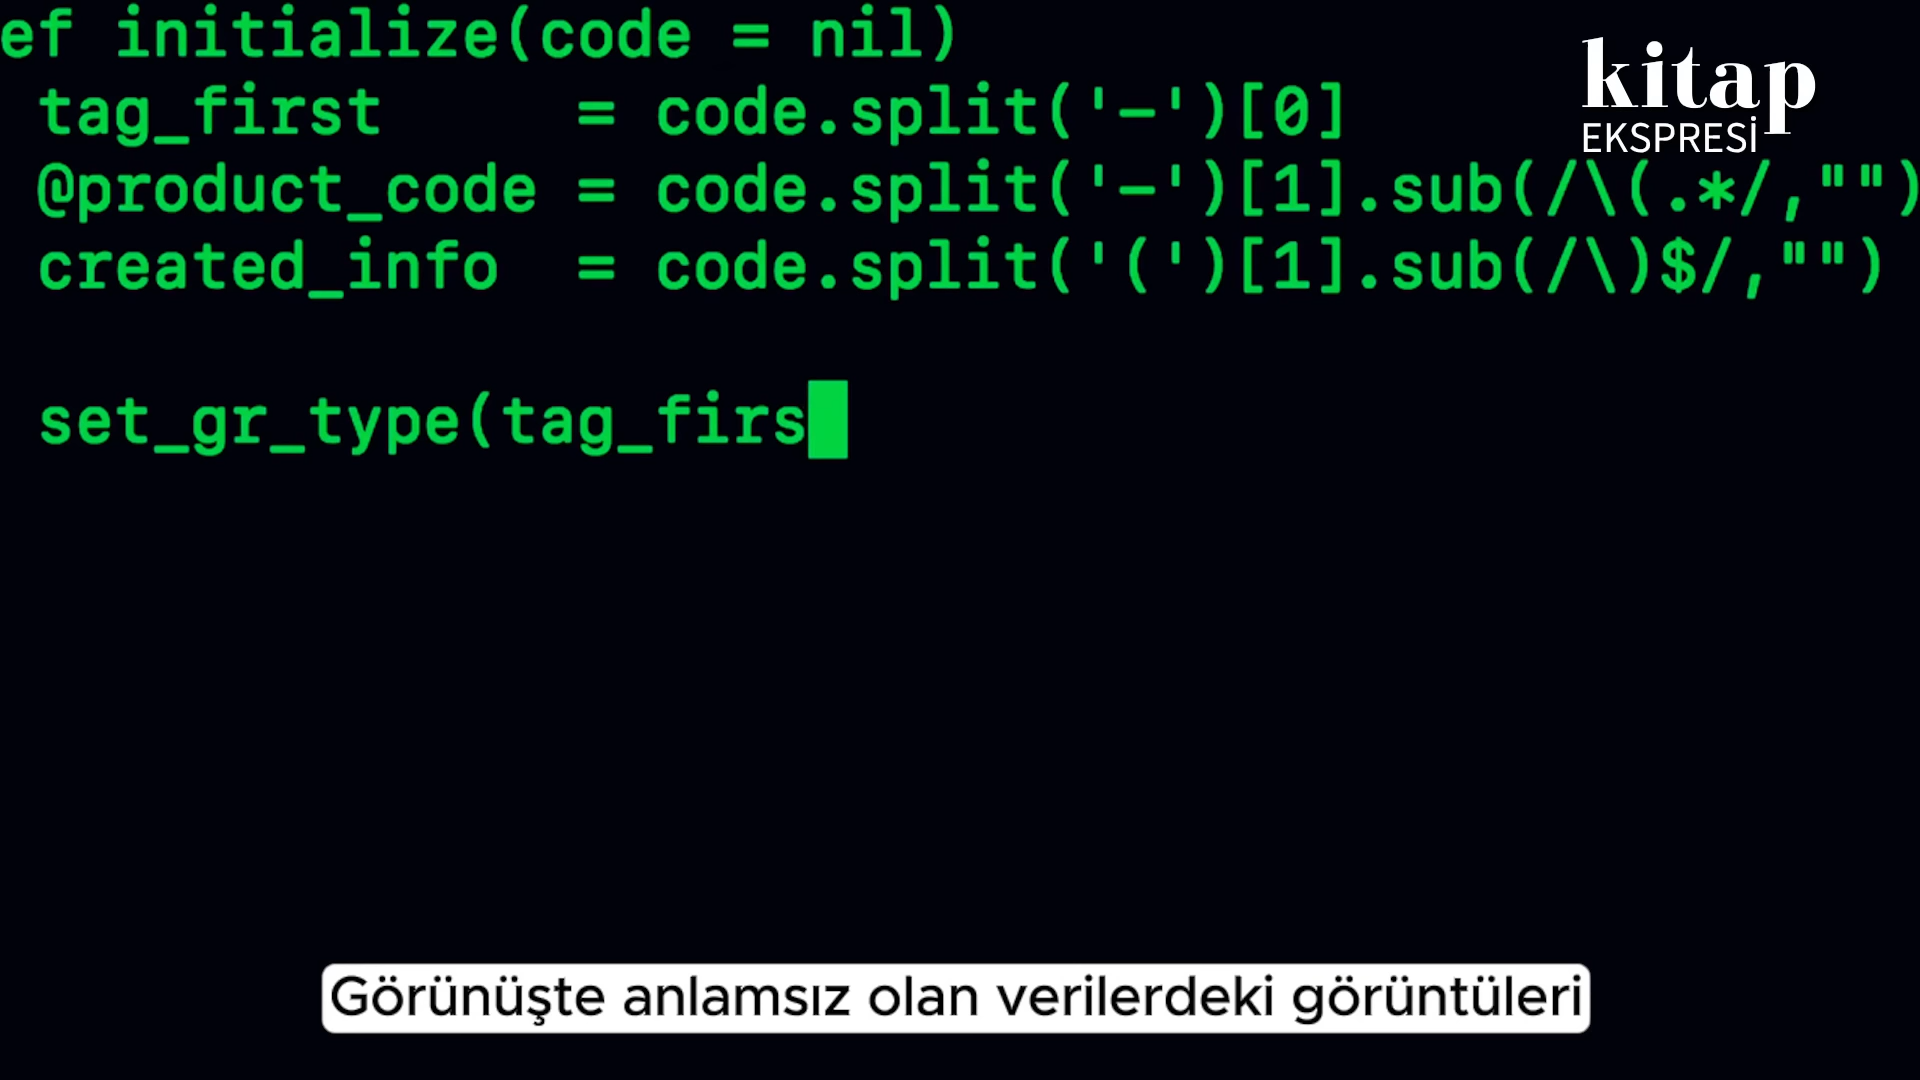 ef initialize(code = nil)
tag_first = code.split('-')[0]
@product_code = code.split('-')[1].sub(/\(.*/,"")
created_info = code.split('(')[1].sub(/\)$/,"")
set_gr_type(tag_firs
kitap
EKSPRESİ
Görünüşte anlamsız olan verilerdeki görüntüleri